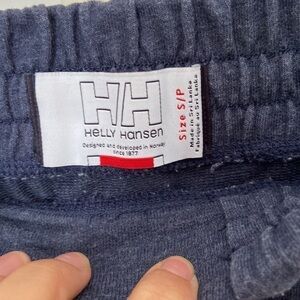 HH
Helly Hansen
Designed and developed in Norway
since 1877
Size S/P
Made in Sri Lanka
Fabriqué au Sri Lanka